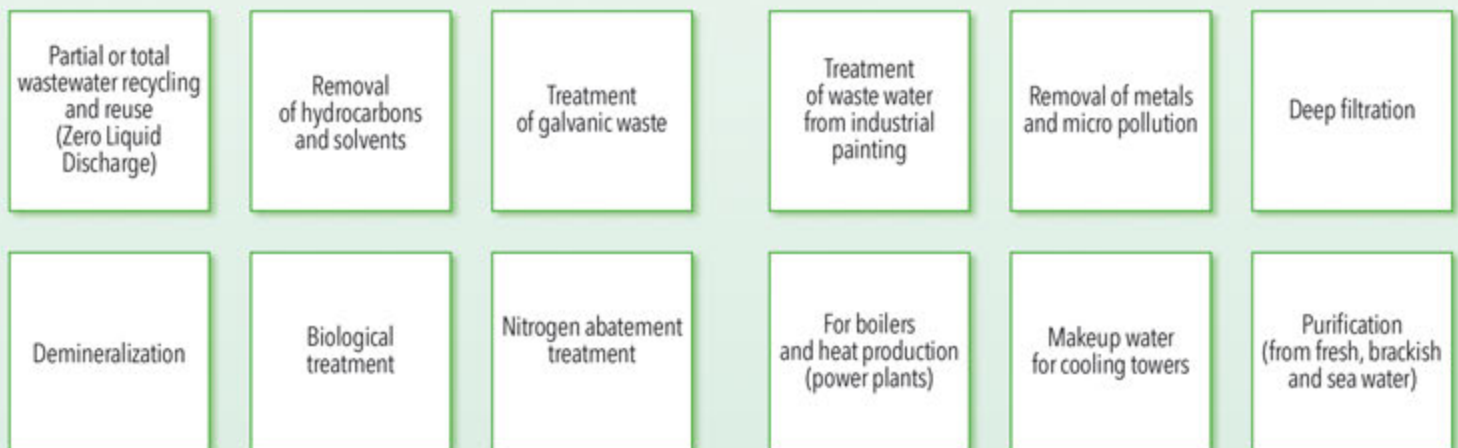 Partial or total
wastewater recycling
and reuse
(Zero Liquid
Discharge)
Removal
of hydrocarbons
and solvents
Treatment
of galvanic waste
Treatment
of waste water
from industrial
painting
Removal of metals
and micro pollution
Deep filtration
Demineralization
Biological
treatment
Nitrogen abatement
treatment
For boilers
and heat production
(power plants)
Makeup water
for cooling towers
Purification
(from fresh, brackish
and sea water)